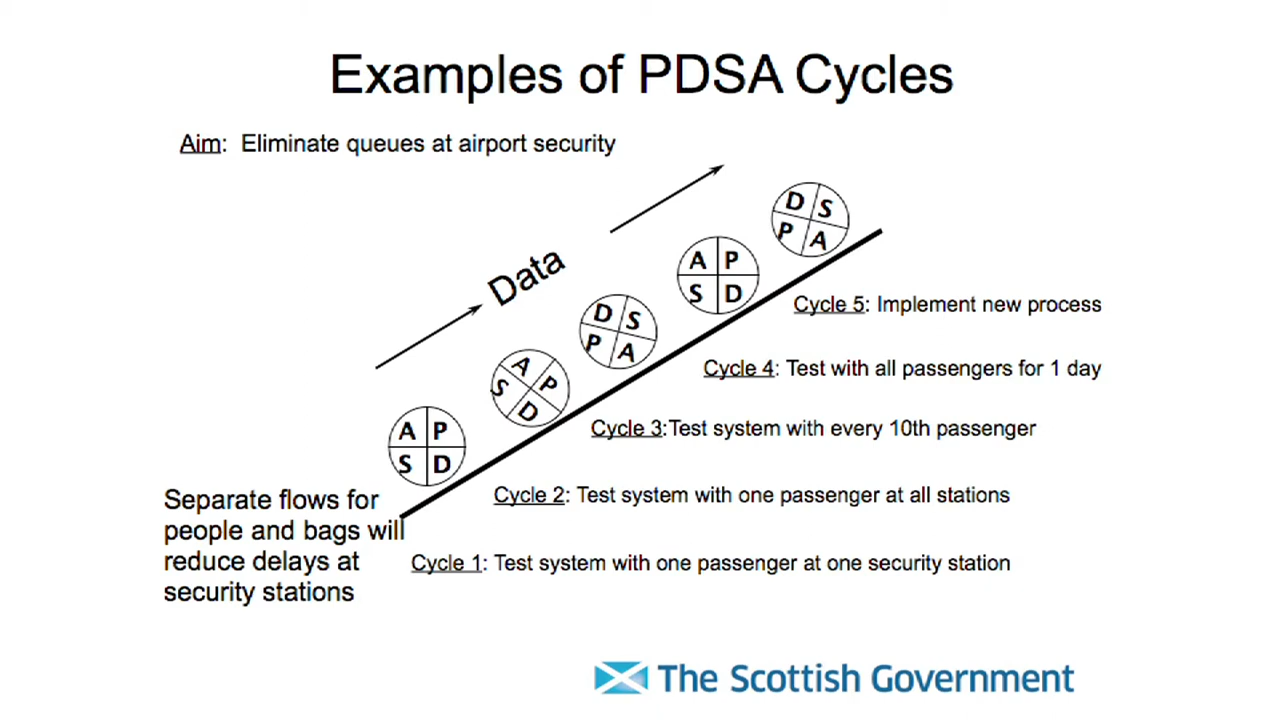 Examples of PDSA Cycles
Aim: Eliminate queues at airport security
Data
D S
P A
A P
S D
D S
P A
A P
S D
A P
S D
Cycle 5: Implement new process
Cycle 4: Test with all passengers for 1 day
Cycle 3:Test system with every 10th passenger
Cycle 2: Test system with one passenger at all stations
Cycle 1: Test system with one passenger at one security station
Separate flows for
people and bags will
reduce delays at
security stations
The Scottish Government